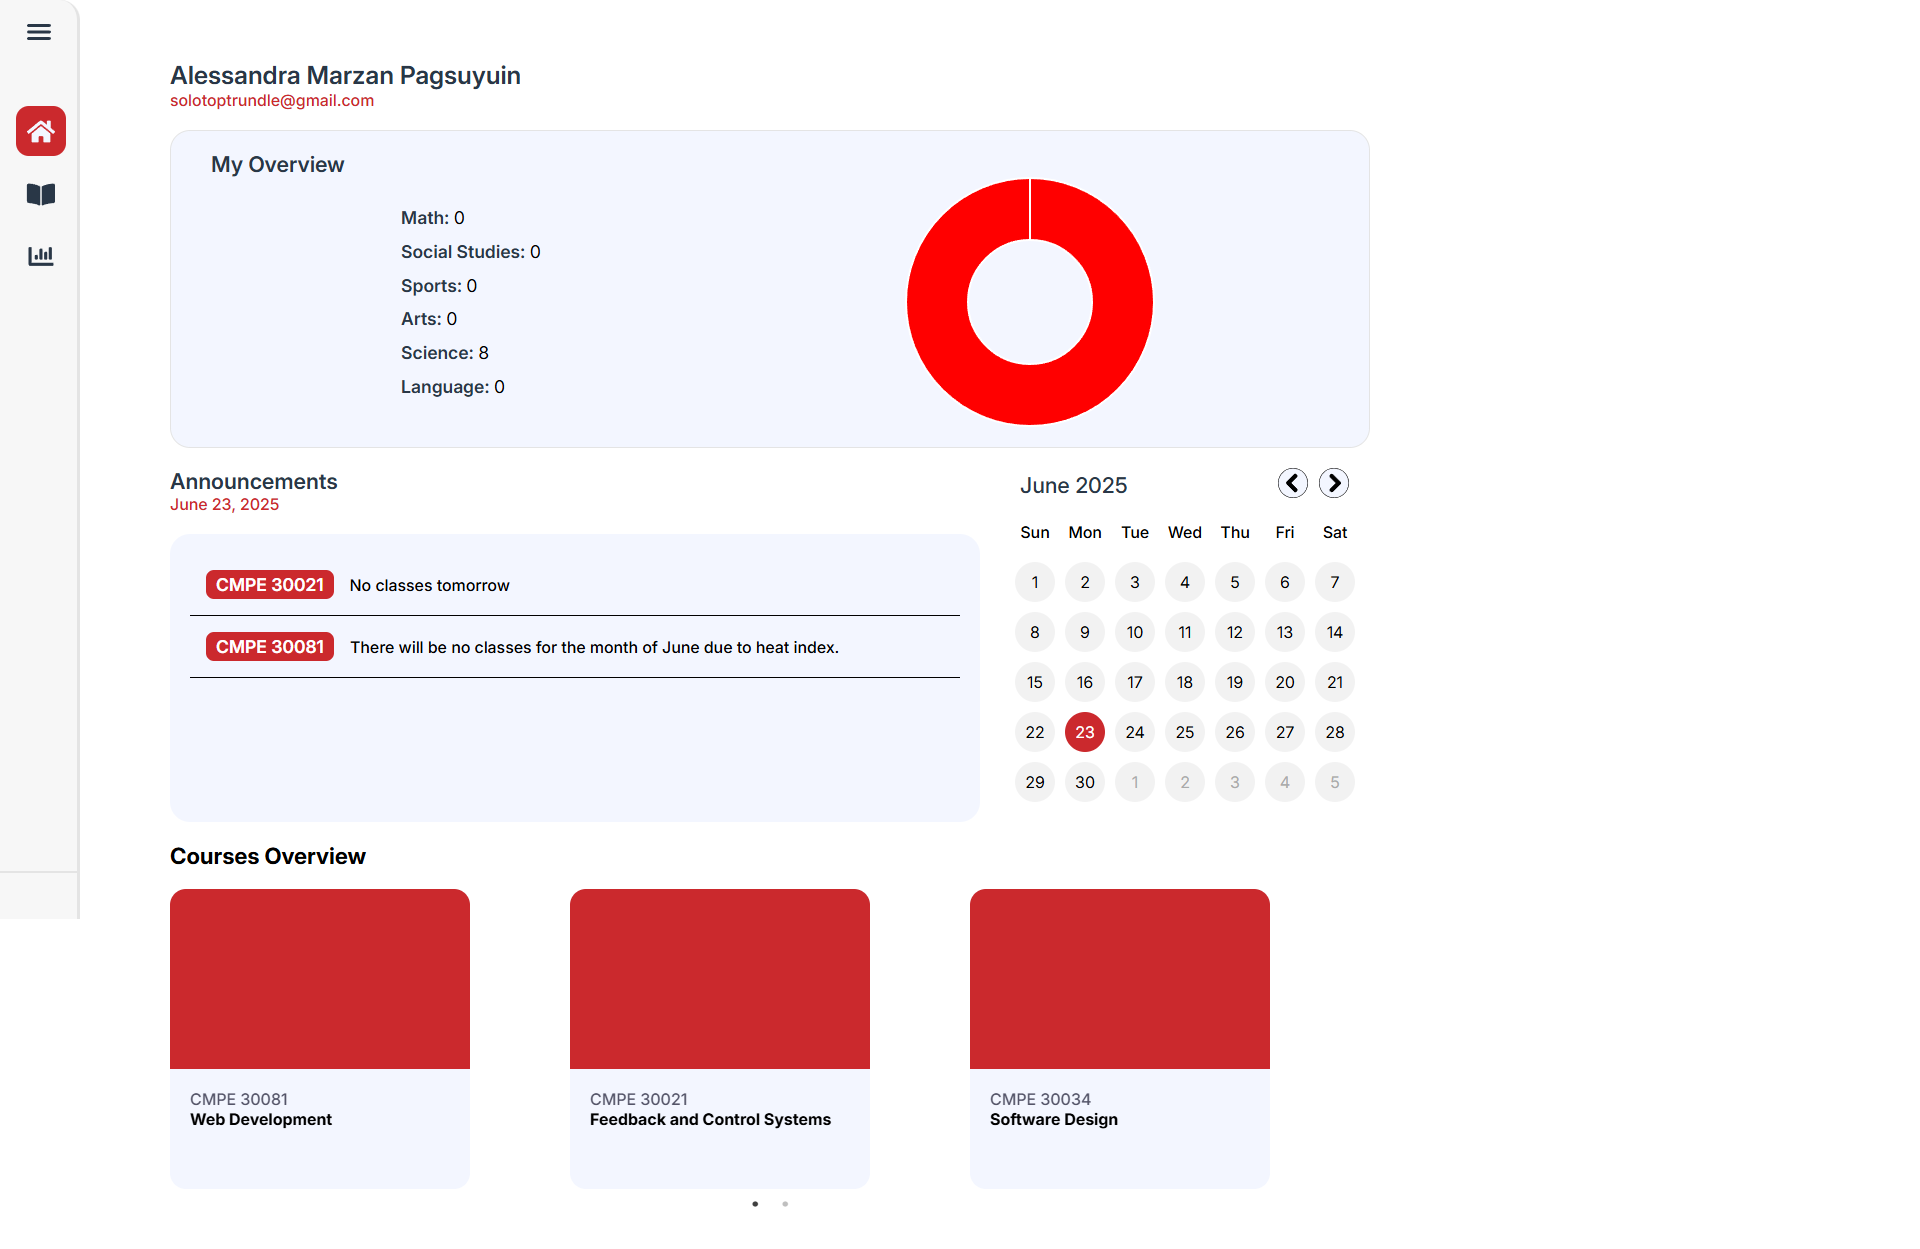 Alessandra Marzan Pagsuyuin
solotoptrundle@gmail.com
My Overview
Math: 0
Social Studies: 0
Sports: 0
Arts: 0
Science: 8
Language: 0
Announcements
June 23, 2025
CMPE 30021 No classes tomorrow
CMPE 30081 There will be no classes for the month of June due to heat index.
June 2025
Sun Mon Tue Wed Thu Fri Sat
1 2 3 4 5 6 7
8 9 10 11 12 13 14
15 16 17 18 19 20 21
22 23 24 25 26 27 28
29 30 1 2 3 4 5
Courses Overview
CMPE 30081
Web Development
CMPE 30021
Feedback and Control Systems
CMPE 30034
Software Design